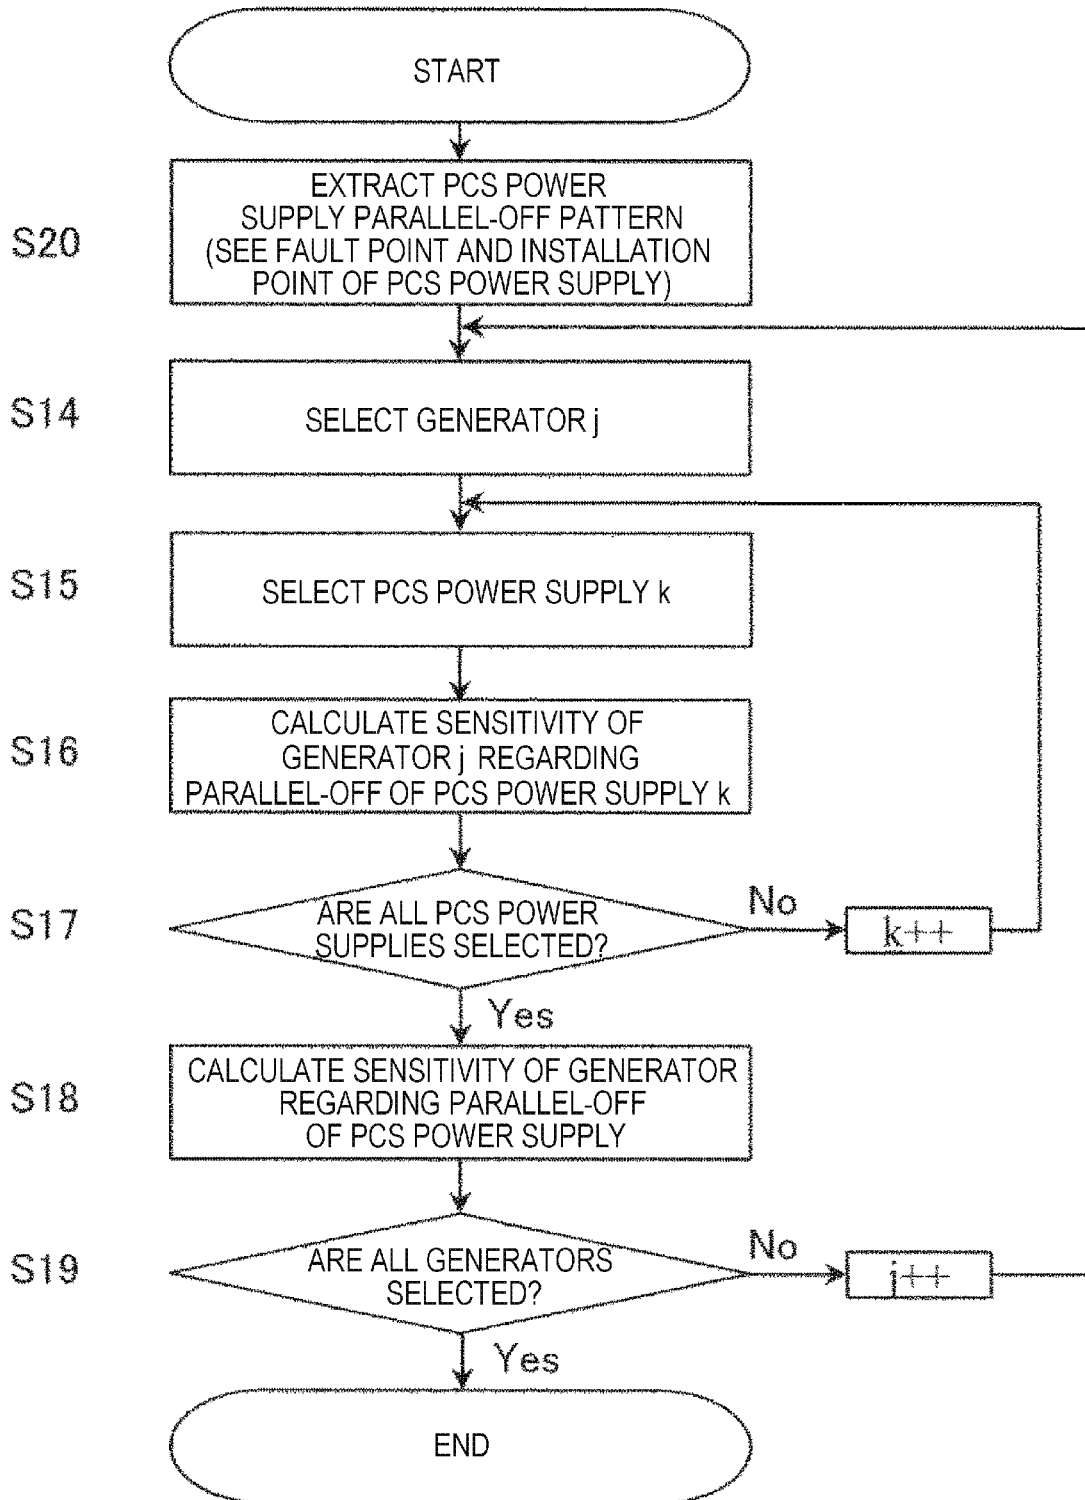 START
S20
EXTRACT PCS POWER
SUPPLY PARALLEL-OFF PATTERN
(SEE FAULT POINT AND INSTALLATION
POINT OF PCS POWER SUPPLY)
S14
SELECT GENERATOR j
S15
SELECT PCS POWER SUPPLY k
S16
CALCULATE SENSITIVITY OF
GENERATOR j REGARDING
PARALLEL-OFF OF PCS POWER SUPPLY k
S17
ARE ALL PCS POWER
SUPPLIES SELECTED?
No
k++
Yes
S18
CALCULATE SENSITIVITY OF GENERATOR
REGARDING PARALLEL-OFF
OF PCS POWER SUPPLY
S19
ARE ALL GENERATORS
SELECTED?
No
j++
Yes
END